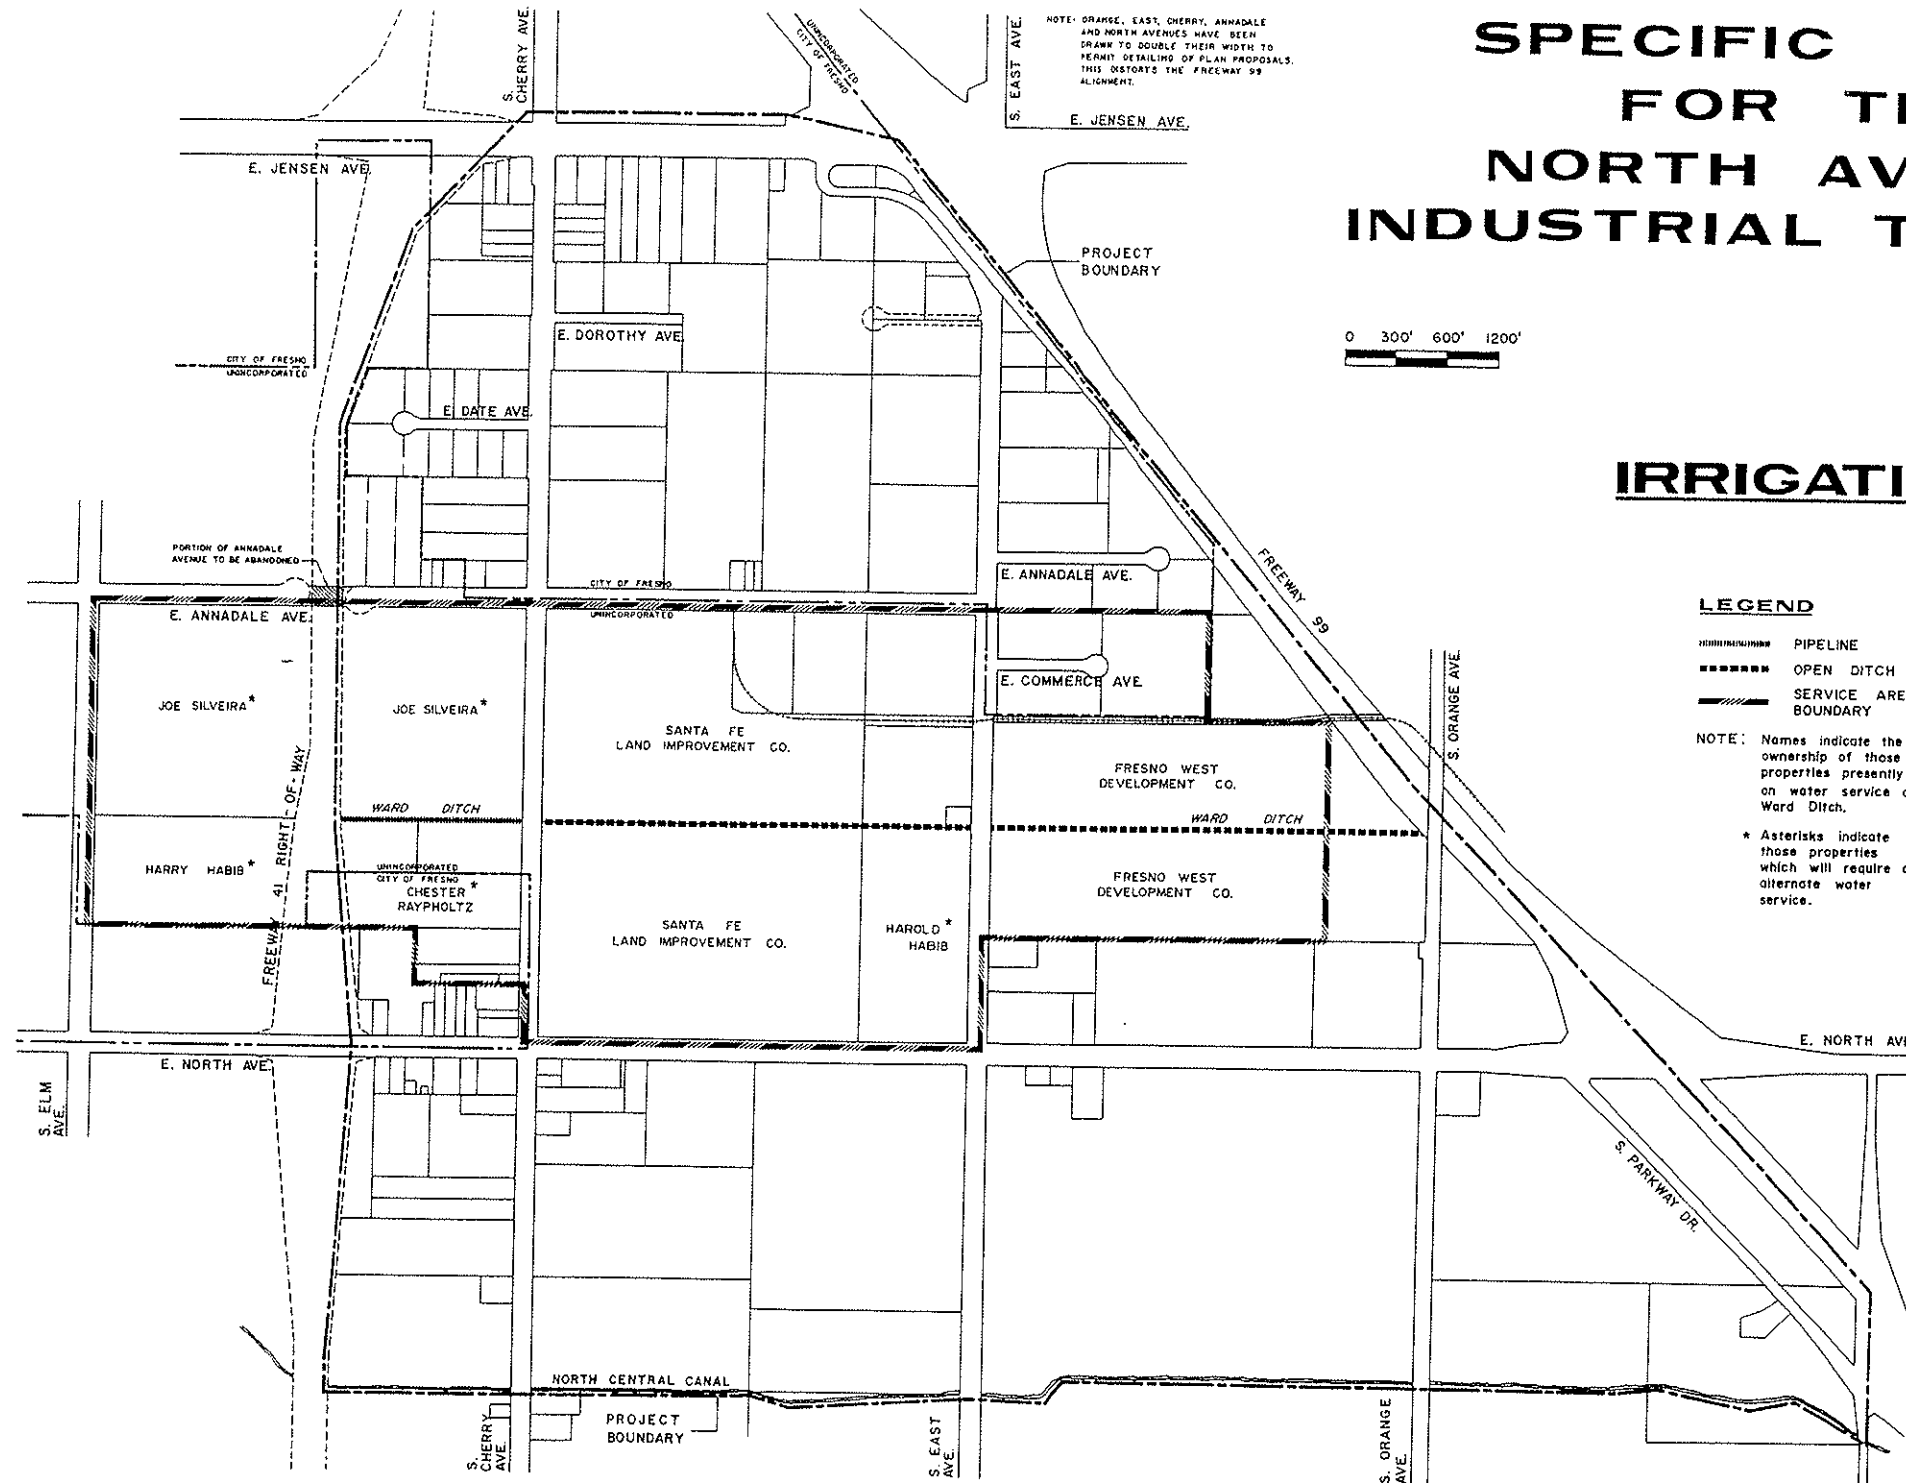 SPECIFIC
FOR
NORTH
INDUSTRIAL
IRRIGATI
NOTE: ORANGE, EAST, CHERRY, ANNADALE
AND NORTH AVENUES HAVE BEEN
DRAWN TO DOUBLE THEIR WIDTH TO
PERMIT DETAILING OF PLAN PROPOSALS.
THIS DISTORTS THE FREEWAY 99
ALIGNMENT.
S.
CHERRY AVE.
UNINCORPORATED
CITY OF FRESNO
S. EAST AVE.
E. JENSEN AVE.
E. JENSEN AVE.
PROJECT
BOUNDARY
0 300' 600' 1200'
E. DOROTHY AVE.
CITY OF FRESNO
UNINCORPORATED
E. DATE AVE.
PORTION OF ANNADALE
AVENUE TO BE ABANDONED
FREEWAY 99
E. ANNADALE AVE.
CITY OF FRESNO
UNINCORPORATED
E. ANNADALE AVE.
E. COMMERCE AVE.
S. ORANGE AVE.
LEGEND
PIPELINE
OPEN DITCH
SERVICE ARE
BOUNDARY
NOTE: Names indicate the
ownership of those
properties presently
on water service
Ward Ditch.
* Asterisks indicate
those properties
which will require
alternate water
service.
JOE SILVEIRA*
JOE SILVEIRA*
SANTA FE
LAND IMPROVEMENT CO.
FRESNO WEST
DEVELOPMENT CO.
WARD DITCH
WARD DITCH
HARRY HABIB*
UNINCORPORATED
CITY OF FRESNO
CHESTER*
RAYPHOLTZ
FREEWAY 41 RIGHT-OF-WAY
SANTA FE
LAND IMPROVEMENT CO.
HAROLD*
HABIB
FRESNO WEST
DEVELOPMENT CO.
E. NORTH AVE
E. NORTH AVE.
S. ELM
AVE.
S. PARKWAY DR.
NORTH CENTRAL CANAL
PROJECT
BOUNDARY
S.
CHERRY
AVE.
S. EAST
AVE.
S. ORANGE
AVE.